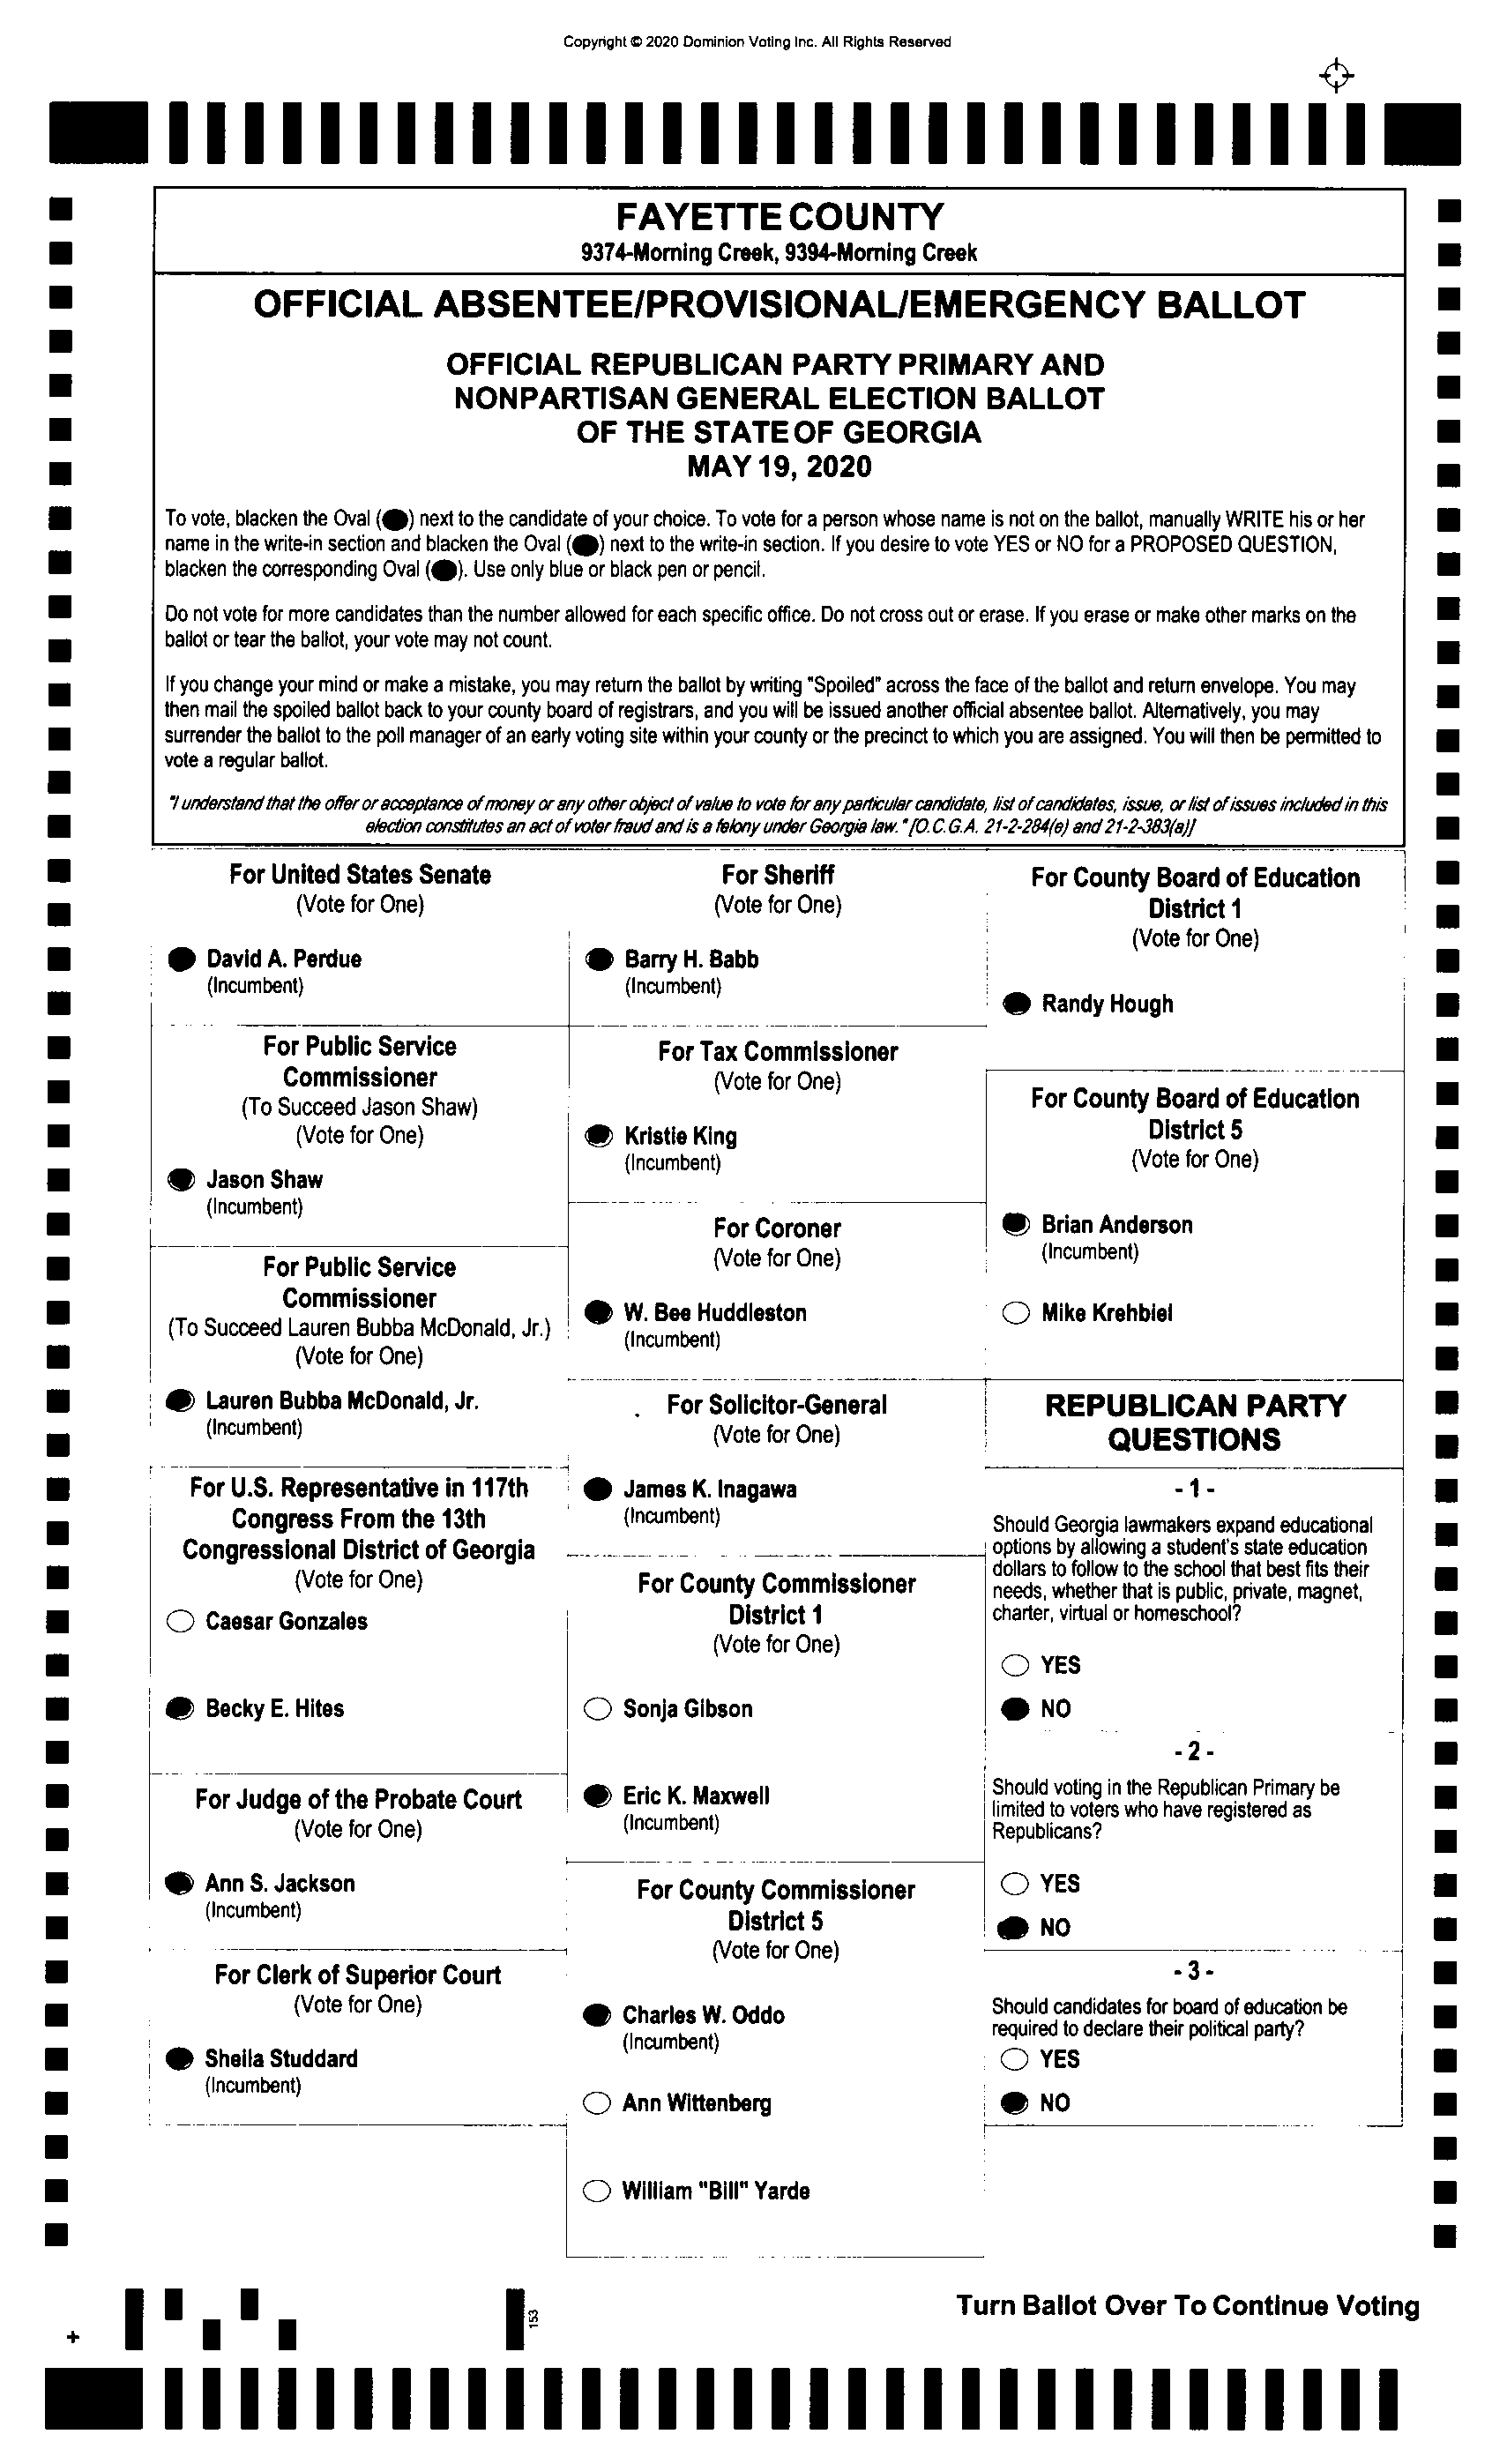 Copyright © 2020 Dominion Voting Inc. All Rights Reserved
FAYETTE COUNTY
9374-Morning Creek, 9394-Morning Creek
OFFICIAL ABSENTEE/PROVISIONAL/EMERGENCY BALLOT
OFFICIAL REPUBLICAN PARTY PRIMARY AND
NONPARTISAN GENERAL ELECTION BALLOT
OF THE STATE OF GEORGIA
MAY 19, 2020
To vote, blacken the Oval () next to the candidate of your choice. To vote for a person whose name is not on the ballot, manually WRITE his or her
name in the write-in section and blacken the Oval () next to the write-in section. If you desire to vote YES or NO for a PROPOSED QUESTION,
blacken the corresponding Oval (). Use only blue or black pen or pencil.
Do not vote for more candidates than the number allowed for each specific office. Do not cross out or erase. If you erase or make other marks on the
ballot or tear the ballot, your vote may not count.
If you change your mind or make a mistake, you may return the ballot by writing "Spoiled" across the face of the ballot and return envelope. You may
then mail the spoiled ballot back to your county board of registrars, and you will be issued another official absentee ballot. Alternatively, you may
surrender the ballot to the poll manager of an early voting site within your county or the precinct to which you are assigned. You will then be permitted to
vote a regular ballot.
"I understand that the offer or acceptance of money or any other object of value to vote for any particular candidate, list of candidates, issue, or list of issues included in this
election constitutes an act of voter fraud and is a felony under Georgia law." [O.C.G.A. 21-2-284(e) and 21-2-383(a)]
For United States Senate
(Vote for One)
David A. Perdue
(Incumbent)
For Public Service
Commissioner
(To Succeed Jason Shaw)
(Vote for One)
Jason Shaw
(Incumbent)
For Public Service
Commissioner
(To Succeed Lauren Bubba McDonald, Jr.)
(Vote for One)
Lauren Bubba McDonald, Jr.
(Incumbent)
For U.S. Representative in 117th
Congress From the 13th
Congressional District of Georgia
(Vote for One)
Caesar Gonzales
Becky E. Hites
For Judge of the Probate Court
(Vote for One)
Ann S. Jackson
(Incumbent)
For Clerk of Superior Court
(Vote for One)
Sheila Studdard
(Incumbent)
For Sheriff
(Vote for One)
Barry H. Babb
(Incumbent)
For Tax Commissioner
(Vote for One)
Kristie King
(Incumbent)
For Coroner
(Vote for One)
W. Bee Huddleston
(Incumbent)
For Solicitor-General
(Vote for One)
James K. Inagawa
(Incumbent)
For County Commissioner
District 1
(Vote for One)
Sonja Gibson
Eric K. Maxwell
(Incumbent)
For County Commissioner
District 5
(Vote for One)
Charles W. Oddo
(Incumbent)
Ann Wittenberg
William "Bill" Yarde
For County Board of Education
District 1
(Vote for One)
Randy Hough
For County Board of Education
District 5
(Vote for One)
Brian Anderson
(Incumbent)
Mike Krehbiel
REPUBLICAN PARTY
QUESTIONS
- 1 -
Should Georgia lawmakers expand educational
options by allowing a student's state education
dollars to follow to the school that best fits their
needs, whether that is public, private, magnet,
charter, virtual or homeschool?
YES
NO
- 2 -
Should voting in the Republican Primary be
limited to voters who have registered as
Republicans?
YES
NO
- 3 -
Should candidates for board of education be
required to declare their political party?
YES
NO
Turn Ballot Over To Continue Voting
153
+